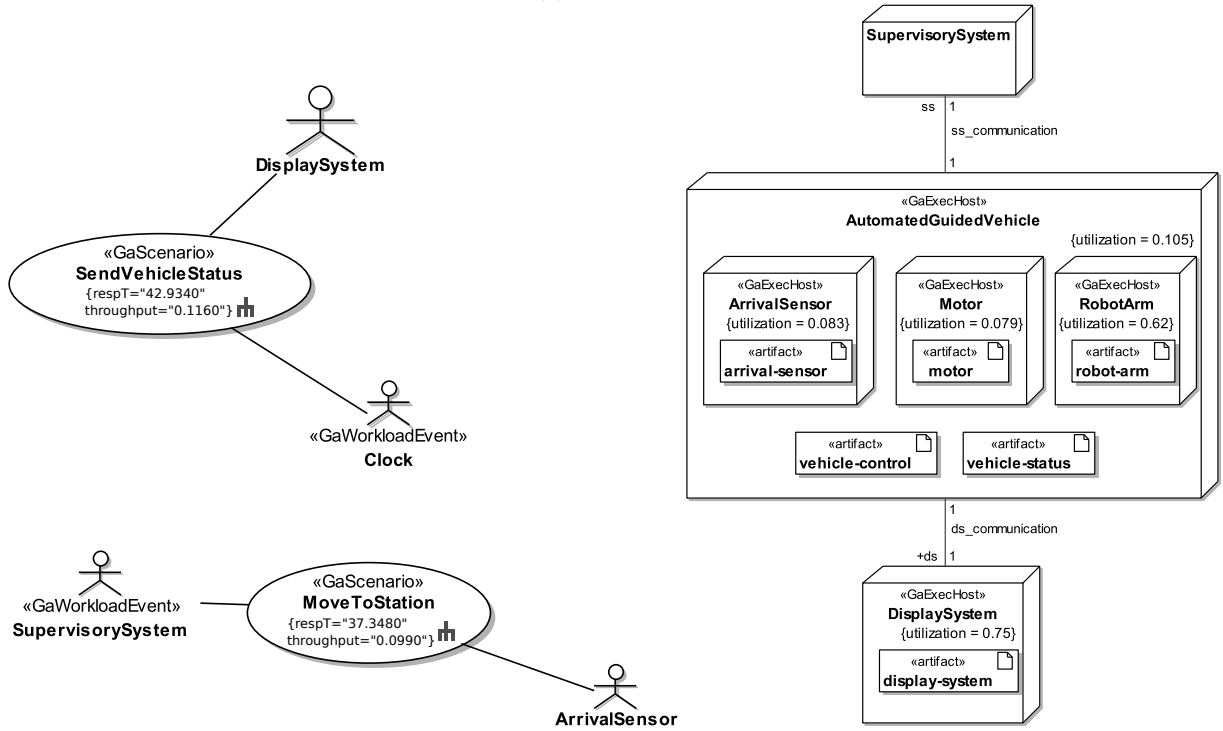 DisplaySystem
«GaScenario»
SendVehicleStatus
{respT="42.9340"
throughput="0.1160"}
«GaWorkloadEvent»
Clock
«GaWorkloadEvent»
SupervisorySystem
«GaScenario»
MoveToStation
{respT="37.3480"
throughput="0.0990"}
ArrivalSensor
SupervisorySystem
ss 1
ss_communication
1
«GaExecHost»
AutomatedGuidedVehicle
{utilization = 0.105}
«GaExecHost»
ArrivalSensor
{utilization = 0.083}
«artifact»
arrival-sensor
«GaExecHost»
Motor
{utilization = 0.079}
«artifact»
motor
«GaExecHost»
RobotArm
{utilization = 0.62}
«artifact»
robot-arm
«artifact»
vehicle-control
«artifact»
vehicle-status
1
ds_communication
+ds 1
«GaExecHost»
DisplaySystem
{utilization = 0.75}
«artifact»
display-system